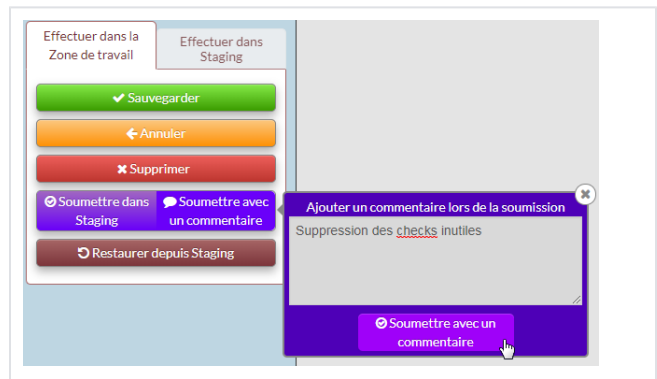 Effectuer dans la
Zone de travail
Effectuer dans
Staging
Sauvegarder
Annuler
Supprimer
Soumettre dans
Staging
Soumettre avec
un commentaire
Restaurer depuis Staging
Ajouter un commentaire lors de la soumission
Suppression des checks inutiles
Soumettre avec un
commentaire